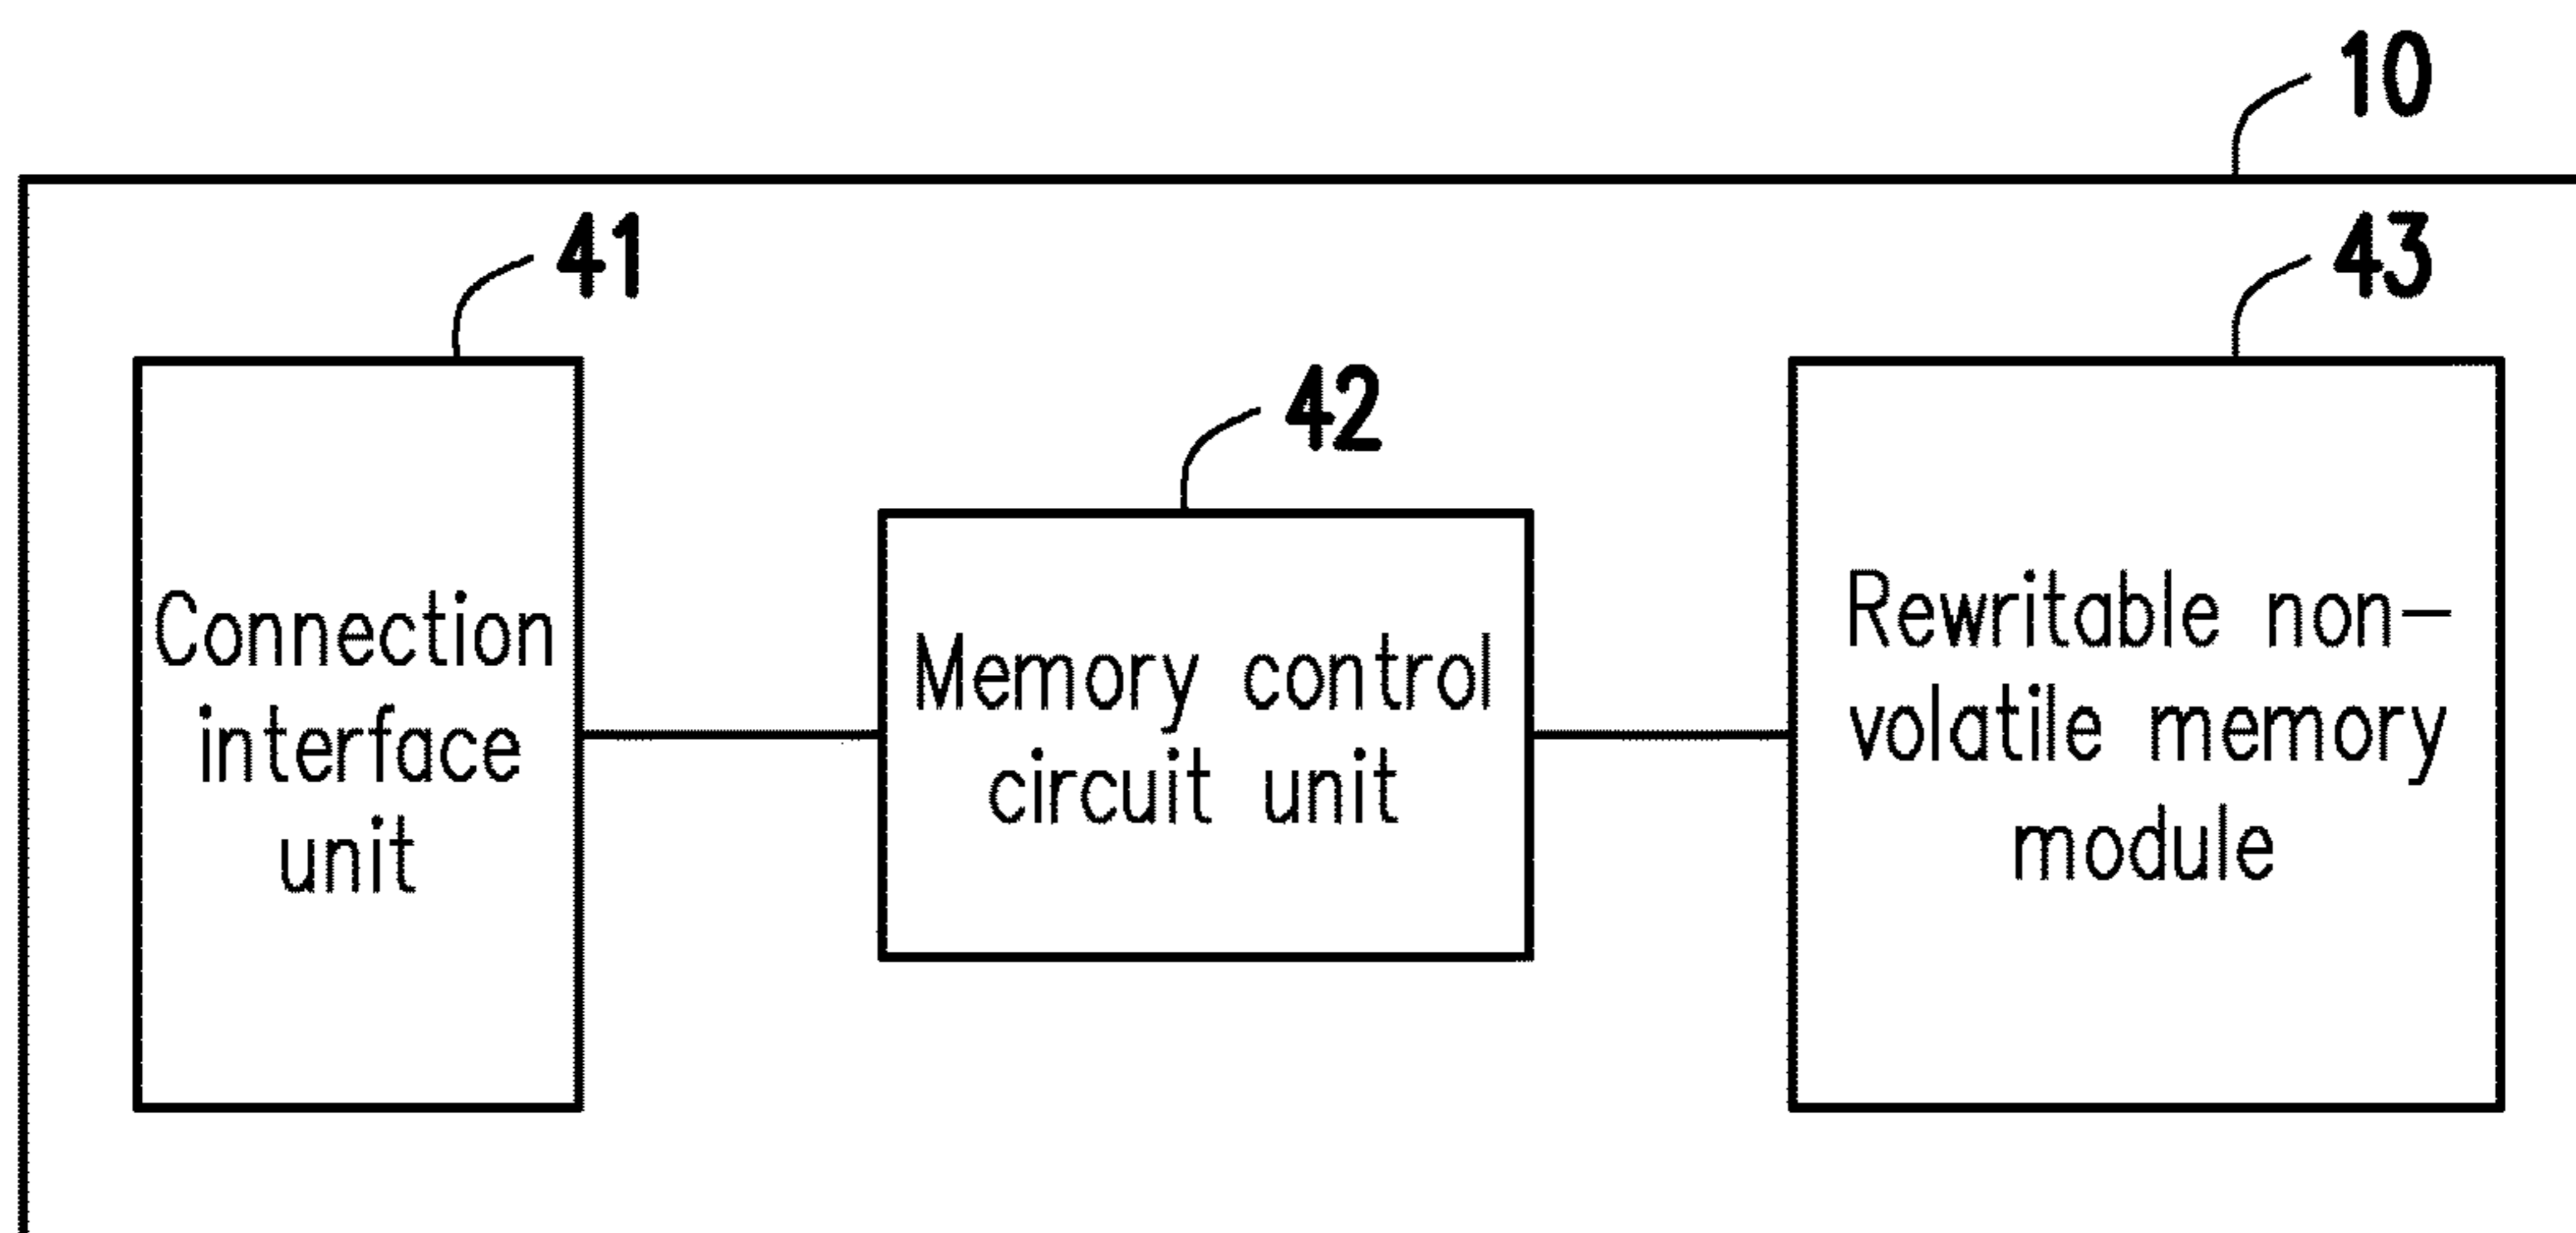 10
41
43
42
Connection
interface
unit
Memory control
circuit unit
Rewritable non-
volatile memory
module